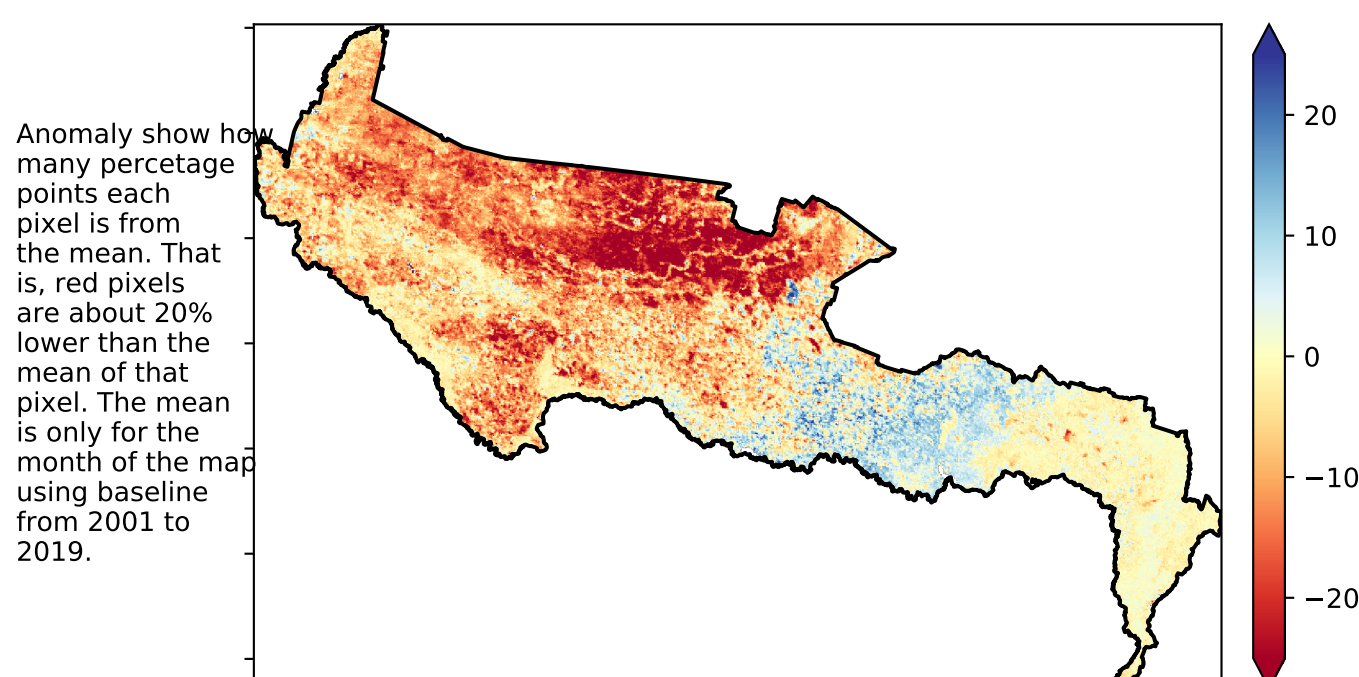 Anomaly show how
many percetage
points each
pixel is from
the mean. That
is, red pixels
are about 20%
lower than the
mean of that
pixel. The mean
is only for the
month of the map
using baseline
from 2001 to
2019.
20
10
0
−10
−20